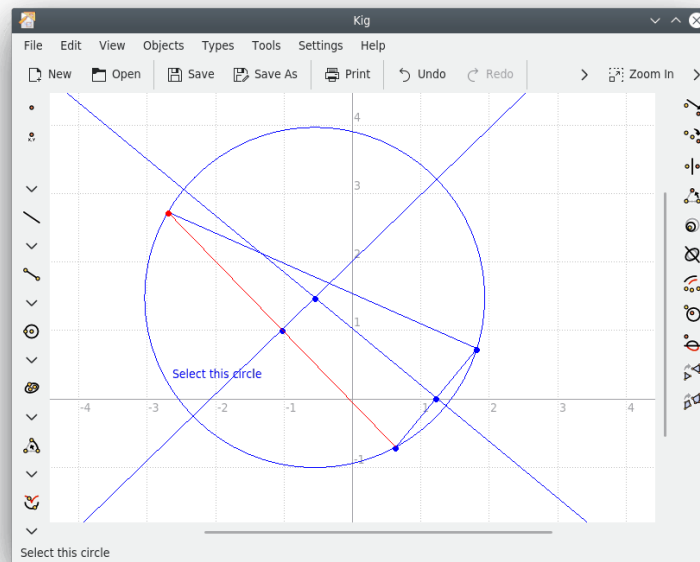 Kig
File Edit View Objects Types Tools Settings Help
New Open Save Save As Print Undo Redo Zoom In
x,y
4
3
2
1
-4 -3 -2 -1 1 2 3 4
-1
Select this circle
Select this circle